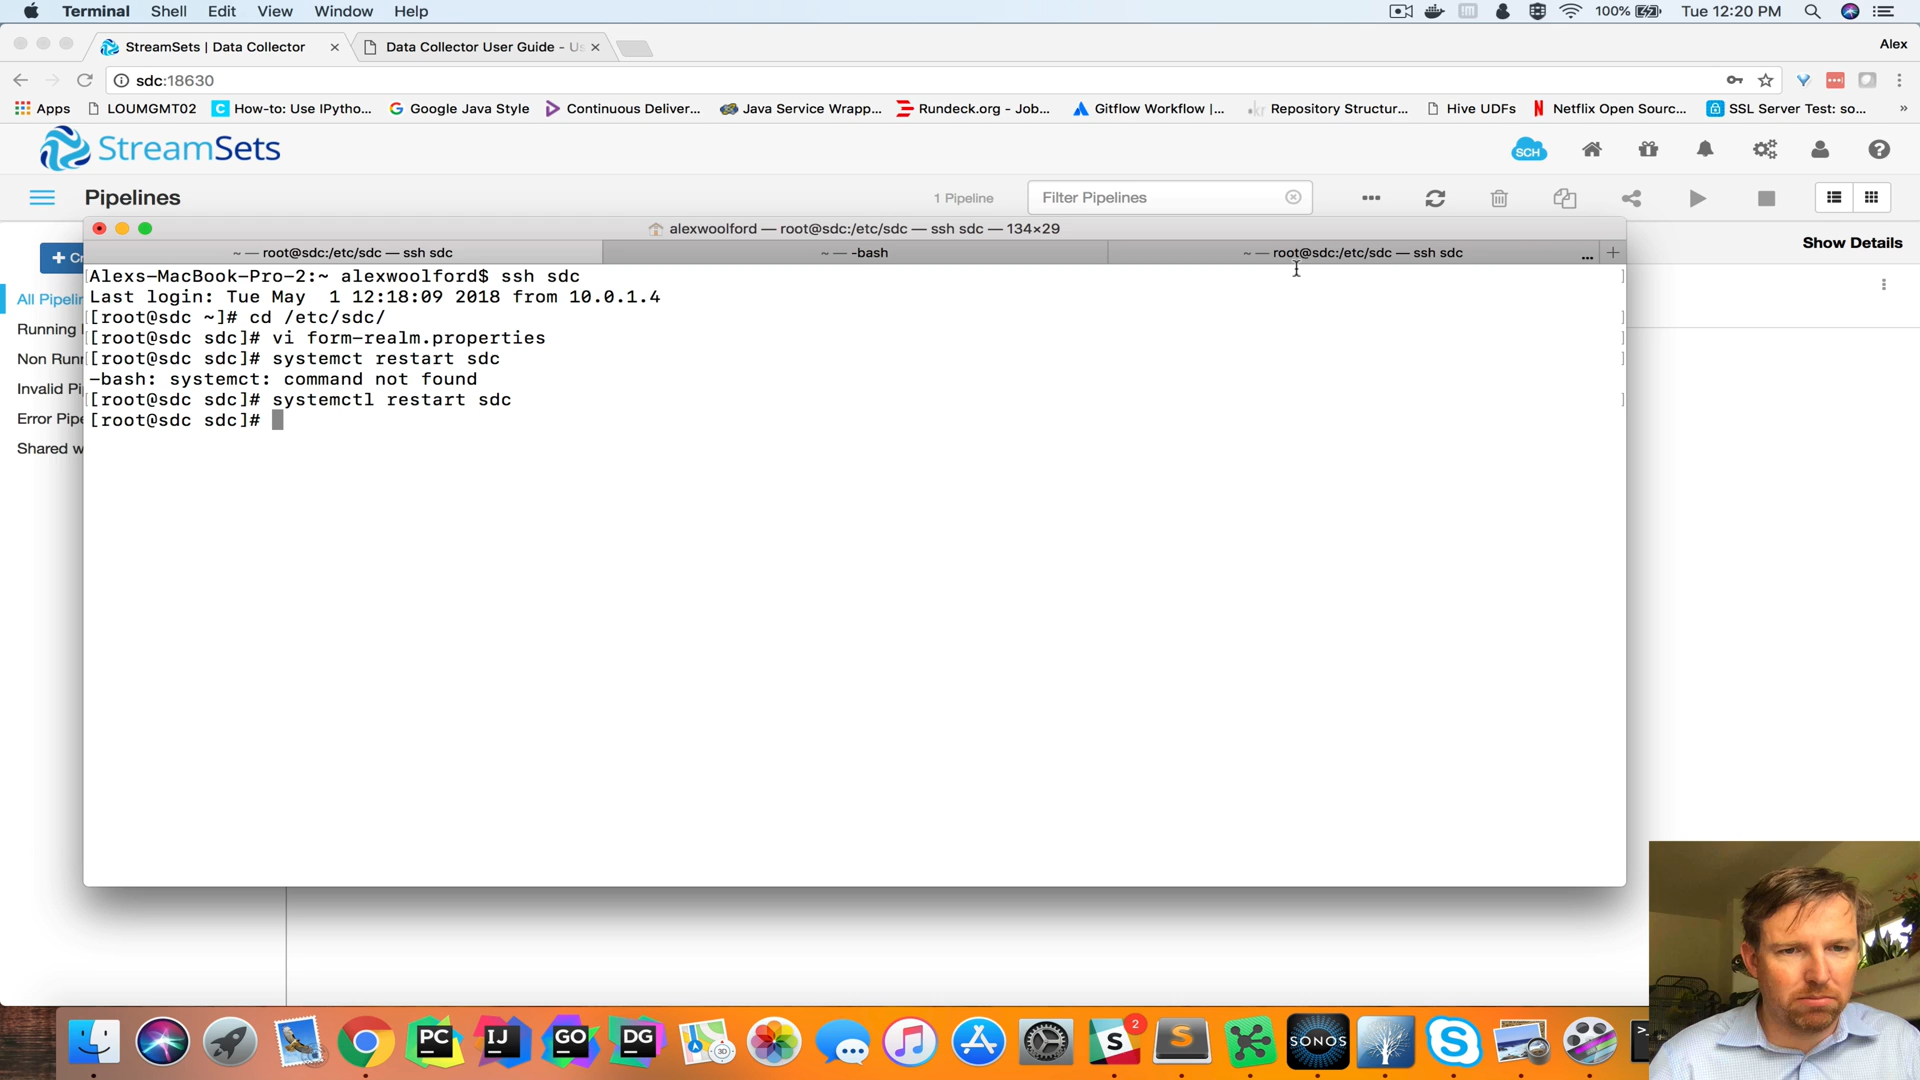 Terminal Shell Edit View Window Help 100% Tue 12:20 PM
StreamSets | Data Collector Data Collector User Guide - Us Alex
sdc:18630
Apps LOUMGMT02 How-to: Use IPytho... Google Java Style Continuous Deliver... Java Service Wrapp... Rundeck.org - Job... Gitflow Workflow |... Repository Structur... Hive UDFs Netflix Open Sourc... SSL Server Test: so... »
StreamSets SCH
Pipelines 1 Pipeline Filter Pipelines
alexwoolford — root@sdc:/etc/sdc — ssh sdc — 134×29
~ — root@sdc:/etc/sdc — ssh sdc ~ — -bash ~ — root@sdc:/etc/sdc — ssh sdc ... +
Show Details
+ Cr
All Pipelin
Running
Non Runn
Invalid Pi
Error Pipe
Shared w
[Alexs-MacBook-Pro-2:~ alexwoolford$ ssh sdc ]
Last login: Tue May  1 12:18:09 2018 from 10.0.1.4
[[root@sdc ~]# cd /etc/sdc/ ]
[[root@sdc sdc]# vi form-realm.properties ]
[[root@sdc sdc]# systemct restart sdc ]
-bash: systemct: command not found
[[root@sdc sdc]# systemctl restart sdc ]
[root@sdc sdc]#
PC IJ GO DG 3D 2 S S SONOS S >_